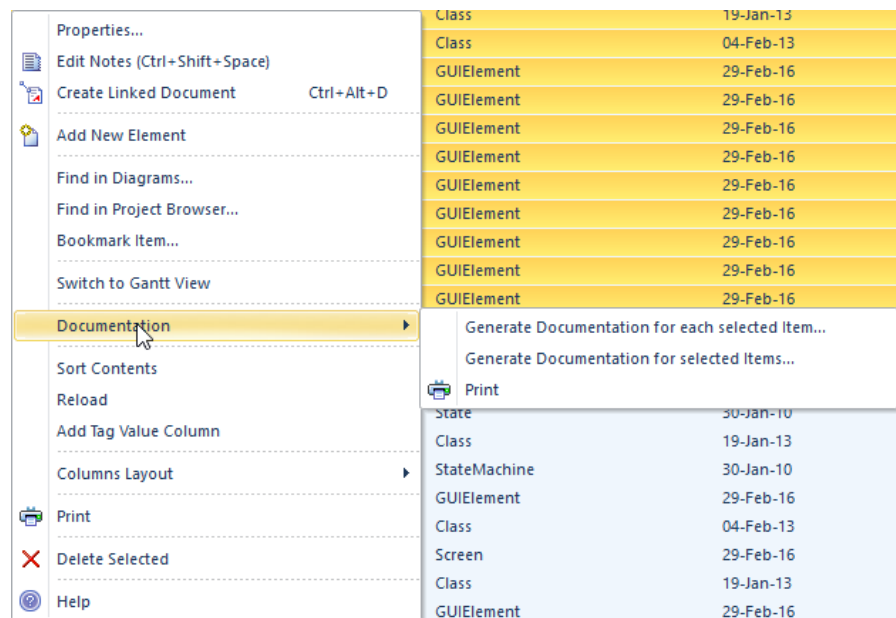 Properties...
Edit Notes (Ctrl+Shift+Space)
Create Linked Document Ctrl+Alt+D
Add New Element
Find in Diagrams...
Find in Project Browser...
Bookmark Item...
Switch to Gantt View
Documentation
Sort Contents
Reload
Add Tag Value Column
Columns Layout
Print
Delete Selected
Help
Class 19-Jan-13
Class 04-Feb-13
GUIElement 29-Feb-16
GUIElement 29-Feb-16
GUIElement 29-Feb-16
GUIElement 29-Feb-16
GUIElement 29-Feb-16
GUIElement 29-Feb-16
GUIElement 29-Feb-16
GUIElement 29-Feb-16
GUIElement 29-Feb-16
Generate Documentation for each selected Item...
Generate Documentation for selected Items...
Print
State 30-Jan-10
Class 19-Jan-13
StateMachine 30-Jan-10
GUIElement 29-Feb-16
Class 04-Feb-13
Screen 29-Feb-16
Class 19-Jan-13
GUIElement 29-Feb-16